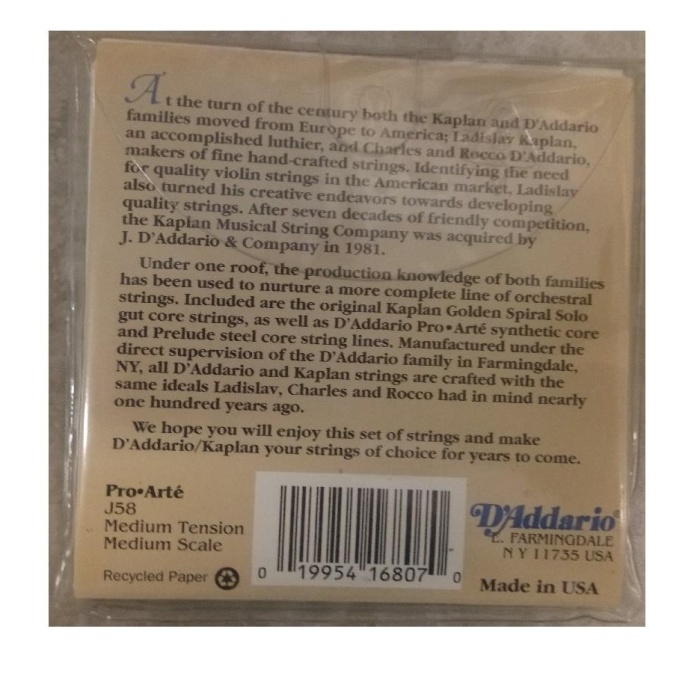 At the turn of the century both the Kaplan and D'Addario
families moved from Europe to America; Ladislav Kaplan,
an accomplished luthier, and Charles and Rocco D'Addario,
makers of fine hand-crafted strings. Identifying the need
for quality violin strings in the American market, Ladislav
also turned his creative endeavors towards developing
quality strings. After seven decades of friendly competition,
the Kaplan Musical String Company was acquired by
J. D'Addario & Company in 1981.
Under one roof, the production knowledge of both families
has been used to nurture a more complete line of orchestral
strings. Included are the original Kaplan Golden Spiral Solo
gut core strings, as well as D'Addario Pro•Arté synthetic core
and Prelude steel core string lines. Manufactured under the
direct supervision of the D'Addario family in Farmingdale,
NY, all D'Addario and Kaplan strings are crafted with the
same ideals Ladislav, Charles and Rocco had in mind nearly
one hundred years ago.
We hope you will enjoy this set of strings and make
D'Addario/Kaplan your strings of choice for years to come.
Pro•Arté
J58
Medium Tension
Medium Scale
Recycled Paper
0 19954 16807 0
D'Addario®
E. FARMINGDALE
N Y 11735 USA
Made in USA